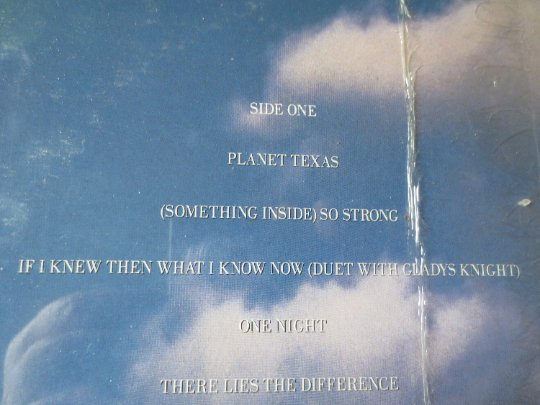 SIDE ONE
PLANET TEXAS
(SOMETHING INSIDE) SO STRONG
IF I KNEW THEN WHAT I KNOW NOW (DUET WITH GLADYS KNIGHT)
ONE NIGHT
THERE LIES THE DIFFERENCE